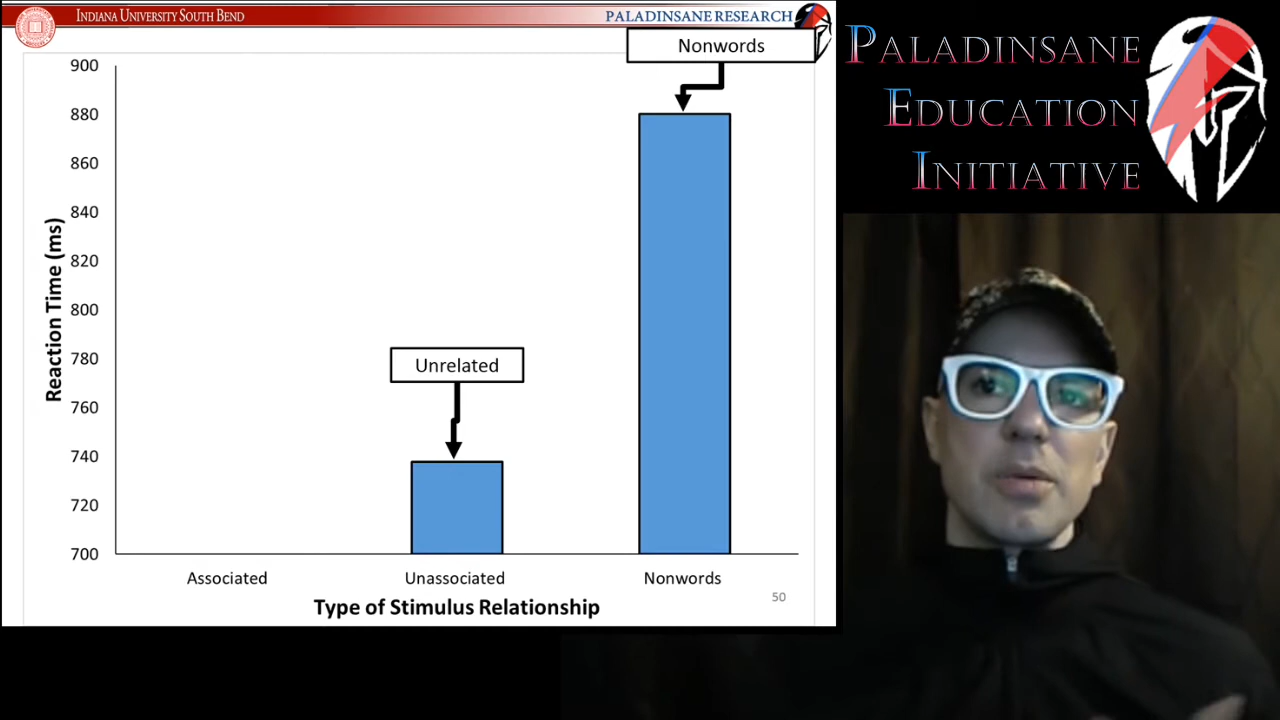 INDIANA UNIVERSITY SOUTH BEND
PALADINSANE RESEARCH
Nonwords
900
880
860
840
820
800
780
760
740
720
700
Reaction Time (ms)
Unrelated
Associated
Unassociated
Nonwords
Type of Stimulus Relationship
50
PALADINSANE
EDUCATION
INITIATIVE